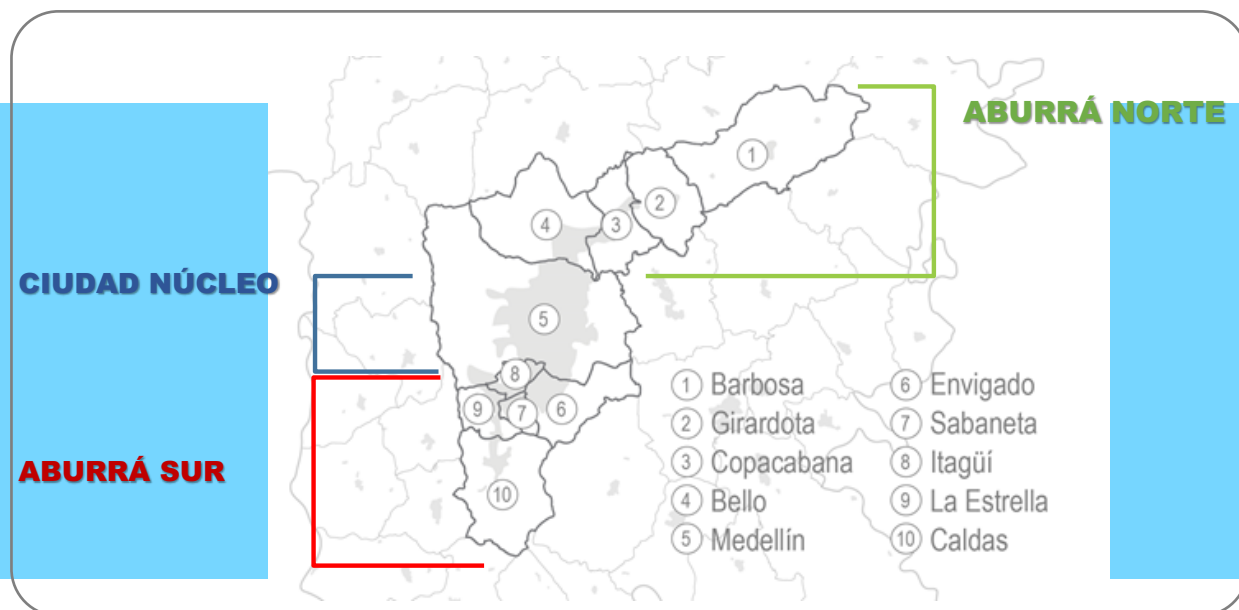 ABURRÁ NORTE
1
2
3
4
CIUDAD NÚCLEO
5
8
9
7
6
ABURRÁ SUR
10
1 Barbosa
2 Girardota
3 Copacabana
4 Bello
5 Medellín
6 Envigado
7 Sabaneta
8 Itagüí
9 La Estrella
10 Caldas